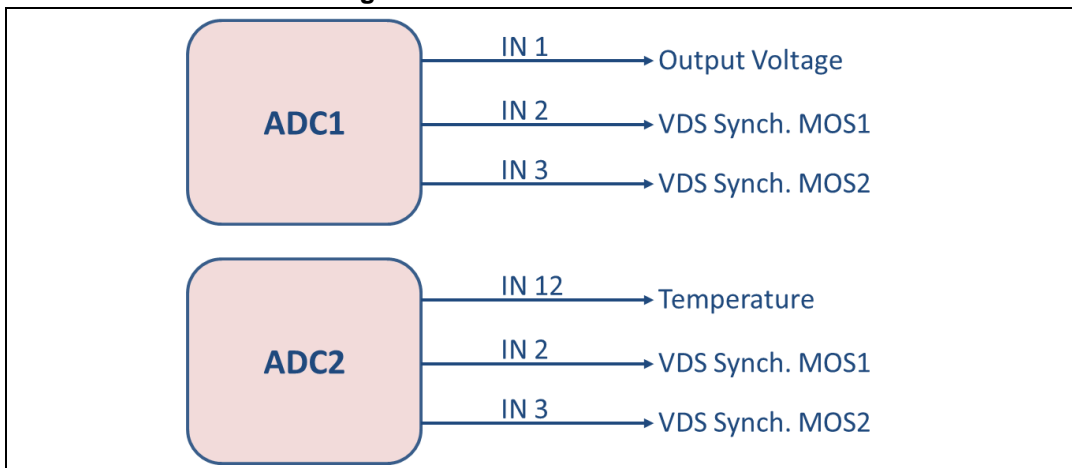 ADC1
IN 1
Output Voltage
IN 2
VDS Synch. MOS1
IN 3
VDS Synch. MOS2
ADC2
IN 12
Temperature
IN 2
VDS Synch. MOS1
IN 3
VDS Synch. MOS2